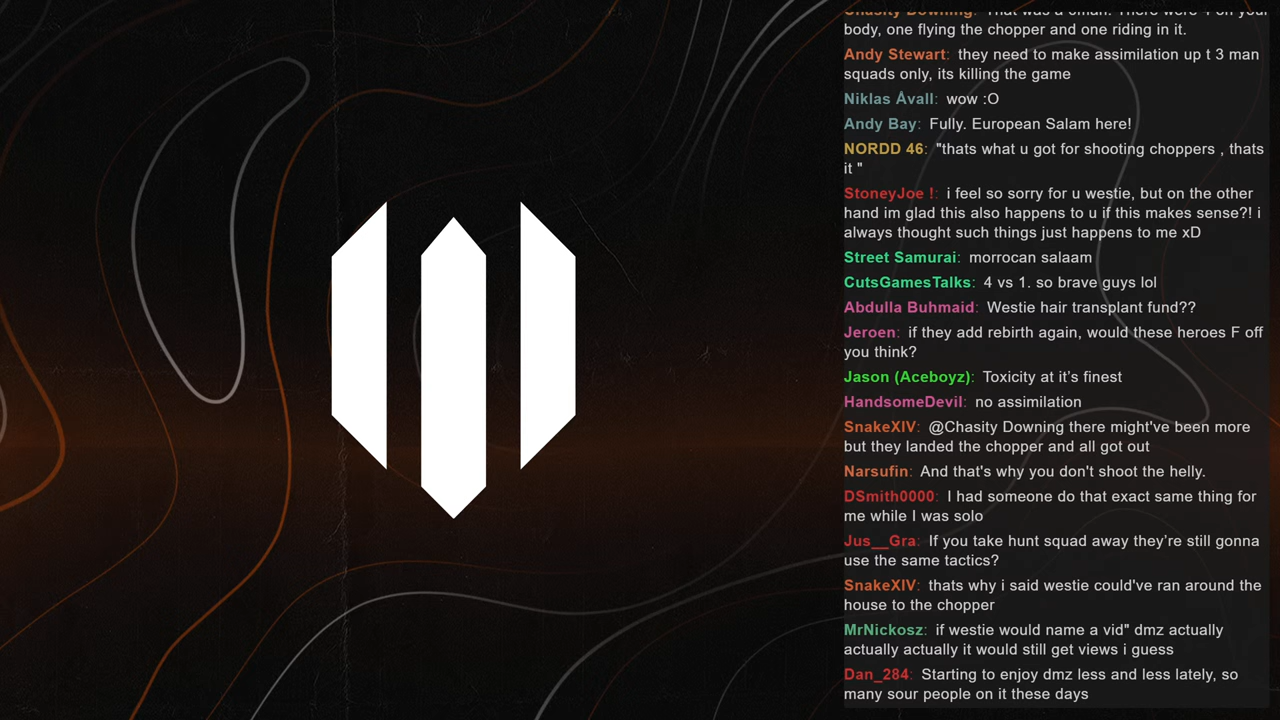 body, one flying the chopper and one riding in it.
Andy Stewart: they need to make assimilation up t 3 man
squads only, its killing the game
Niklas Åvall: wow :O
Andy Bay: Fully. European Salam here!
NORDD 46: "thats what u got for shooting choppers , thats
it "
StoneyJoe !: i feel so sorry for u westie, but on the other
hand im glad this also happens to u if this makes sense?! i
always thought such things just happens to me xD
Street Samurai: morrocan salaam
CutsGamesTalks: 4 vs 1. so brave guys lol
Abdulla Buhmaid: Westie hair transplant fund??
Jeroen: if they add rebirth again, would these heroes F off
you think?
Jason (Aceboyz): Toxicity at it’s finest
HandsomeDevil: no assimilation
SnakeXIV: @Chasity Downing there might've been more
but they landed the chopper and all got out
Narsufin: And that's why you don't shoot the helly.
DSmith0000: I had someone do that exact same thing for
me while I was solo
Jus__Gra: If you take hunt squad away they’re still gonna
use the same tactics?
SnakeXIV: thats why i said westie could've ran around the
house to the chopper
MrNickosz: if westie would name a vid" dmz actually
actually actually it would still get views i guess
Dan_284: Starting to enjoy dmz less and less lately, so
many sour people on it these days